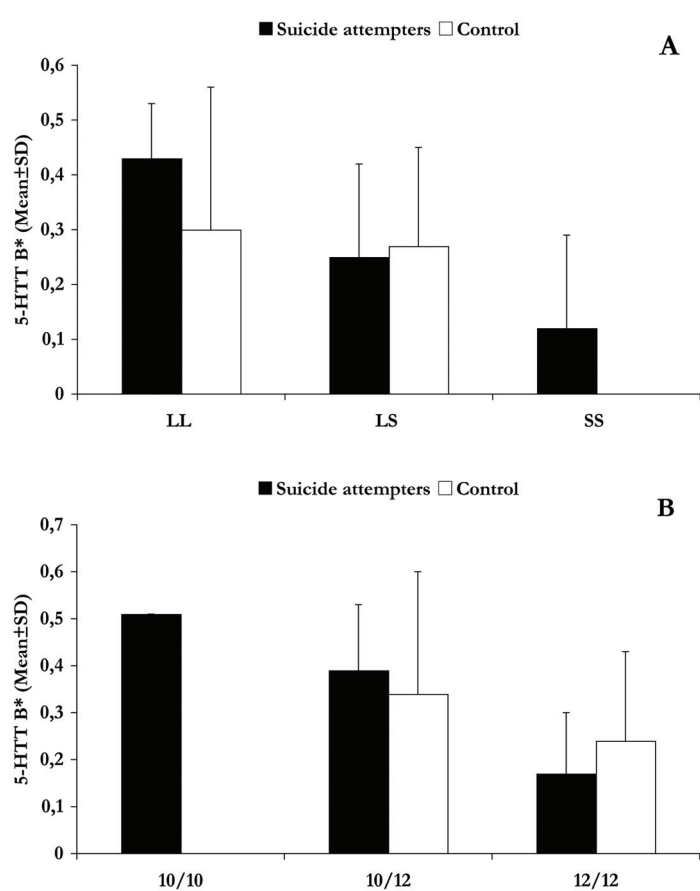 Suicide attempters Control
A
5-HTT B* (Mean±SD)
0,6
0,5
0,4
0,3
0,2
0,1
0
LL LS SS
Suicide attempters Control
B
5-HTT B* (Mean±SD)
0,7
0,6
0,5
0,4
0,3
0,2
0,1
0
10/10 10/12 12/12